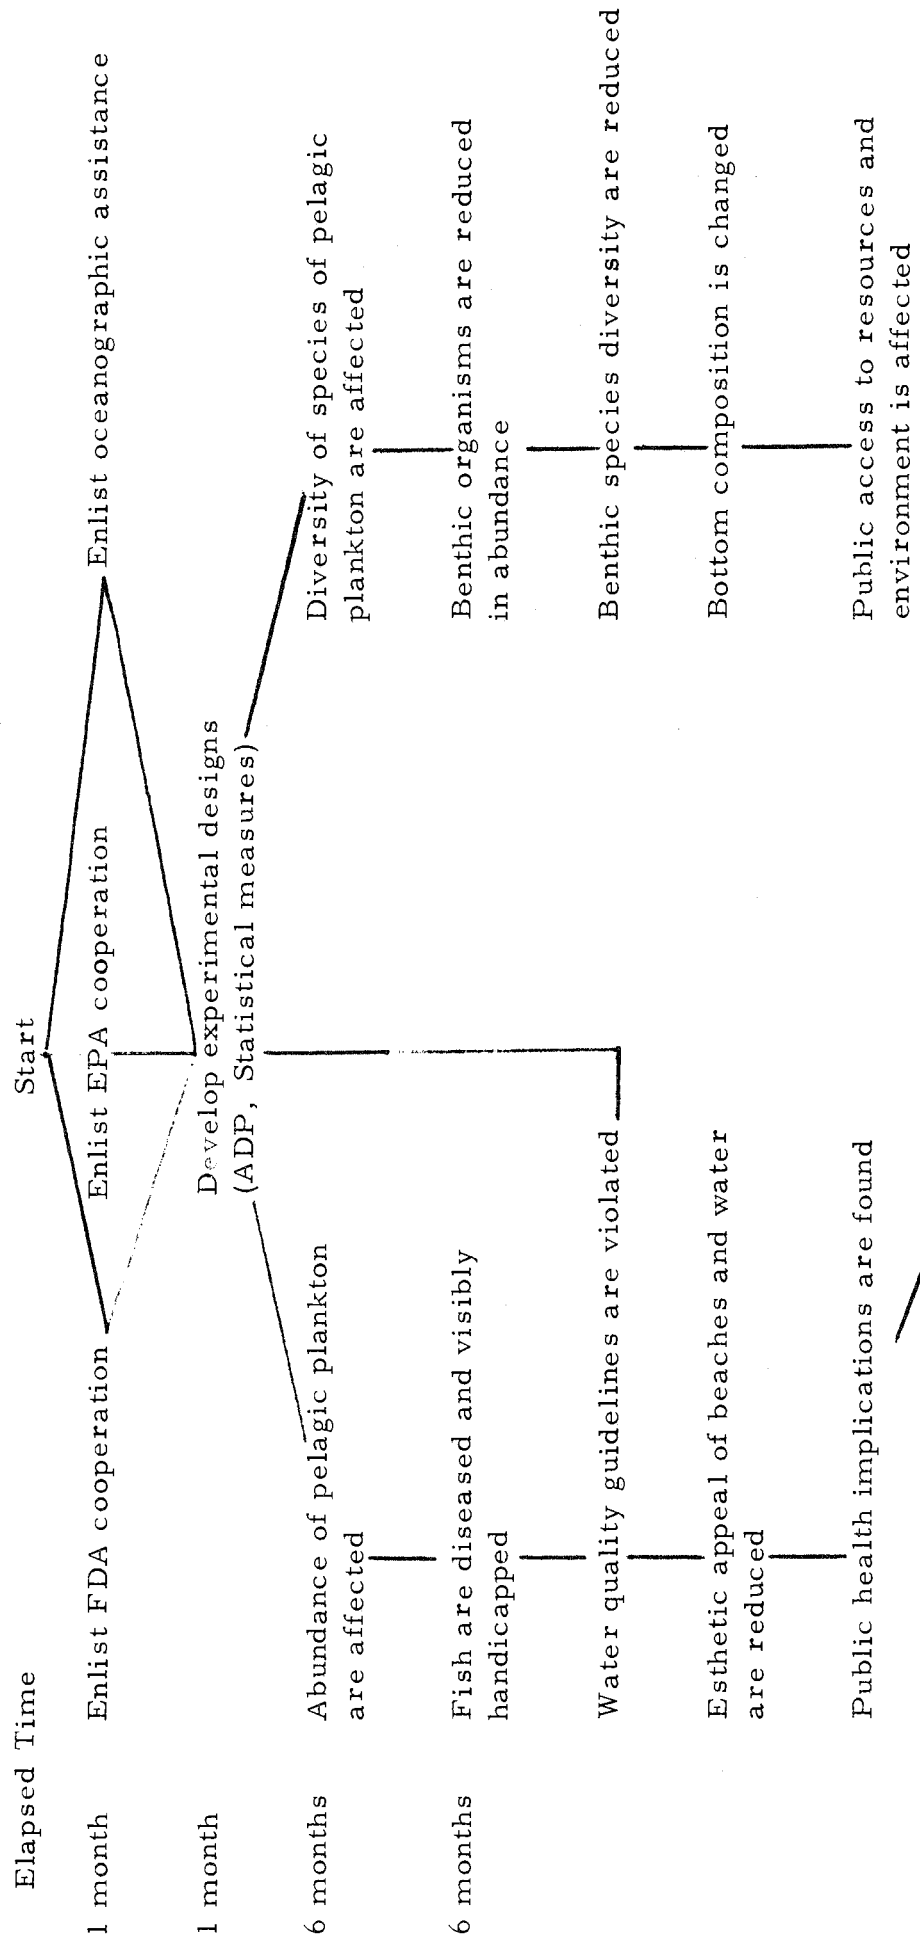 Elapsed Time
Start
1 month
Enlist FDA cooperation
Enlist EPA cooperation
Enlist oceanographic assistance
1 month
Develop experimental designs
(ADP, Statistical measures)
6 months
Abundance of pelagic plankton
are affected
Diversity of species of pelagic
plankton are affected
6 months
Fish are diseased and visibly
handicapped
Benthic organisms are reduced
in abundance
Water quality guidelines are violated
Benthic species diversity are reduced
Esthetic appeal of beaches and water
are reduced
Bottom composition is changed
Public health implications are found
Public access to resources and
environment is affected